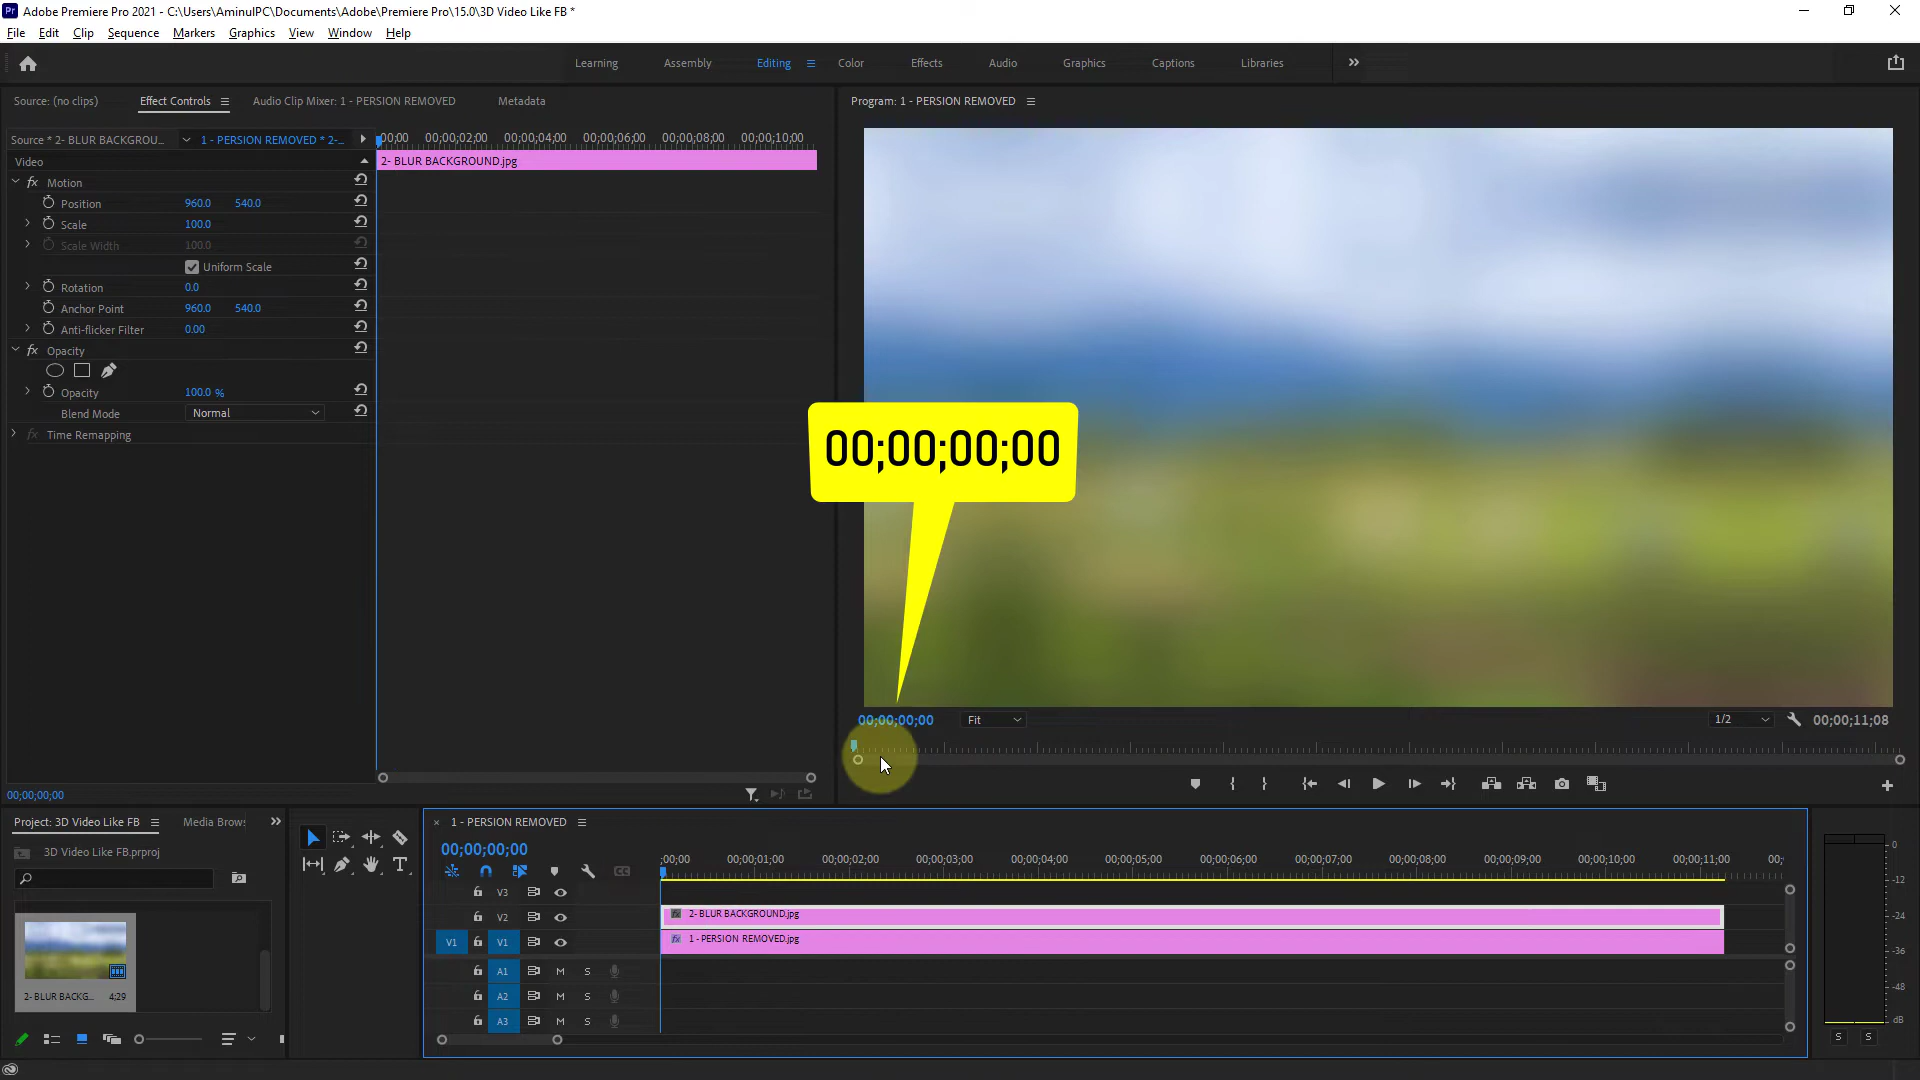 Adobe Premiere Pro 2021 - C:\Users\AminulPC\Documents\Adobe\Premiere Pro\15.0\3D Video Like FB *
File Edit Clip Sequence Markers Graphics View Window Help
Learning Assembly Editing Color Effects Audio Graphics Captions Libraries
Source: (no clips) Effect Controls Audio Clip Mixer: 1 - PERSION REMOVED Metadata
Program: 1 - PERSION REMOVED
Source * 2- BLUR BACKGROU... 1 - PERSION REMOVED * 2-...
;00;00 00;00;02;00 00;00;04;00 00;00;06;00 00;00;08;00 00;00;10;00
Video
2- BLUR BACKGROUND.jpg
fx Motion
Position 960.0 540.0
Scale 100.0
Scale Width 100.0
Uniform Scale
Rotation 0.0
Anchor Point 960.0 540.0
Anti-flicker Filter 0.00
fx Opacity
Opacity 100.0 %
Blend Mode Normal
fx Time Remapping
00;00;00;00
00;00;00;00 Fit 1/2 00;00;11;08
00;00;00;00
Project: 3D Video Like FB Media Brows
3D Video Like FB.prproj
2- BLUR BACKG... 4;29
1 - PERSION REMOVED
00;00;00;00
;00;00 00;00;01;00 00;00;02;00 00;00;03;00 00;00;04;00 00;00;05;00 00;00;06;00 00;00;07;00 00;00;08;00 00;00;09;00 00;00;10;00 00;00;11;00 00;
V3
V2 fx 2- BLUR BACKGROUND.jpg
V1 V1 fx 1 - PERSION REMOVED.jpg
A1 M S
A2 M S
A3 M S
0
-12
-24
-36
-48
dB
S S